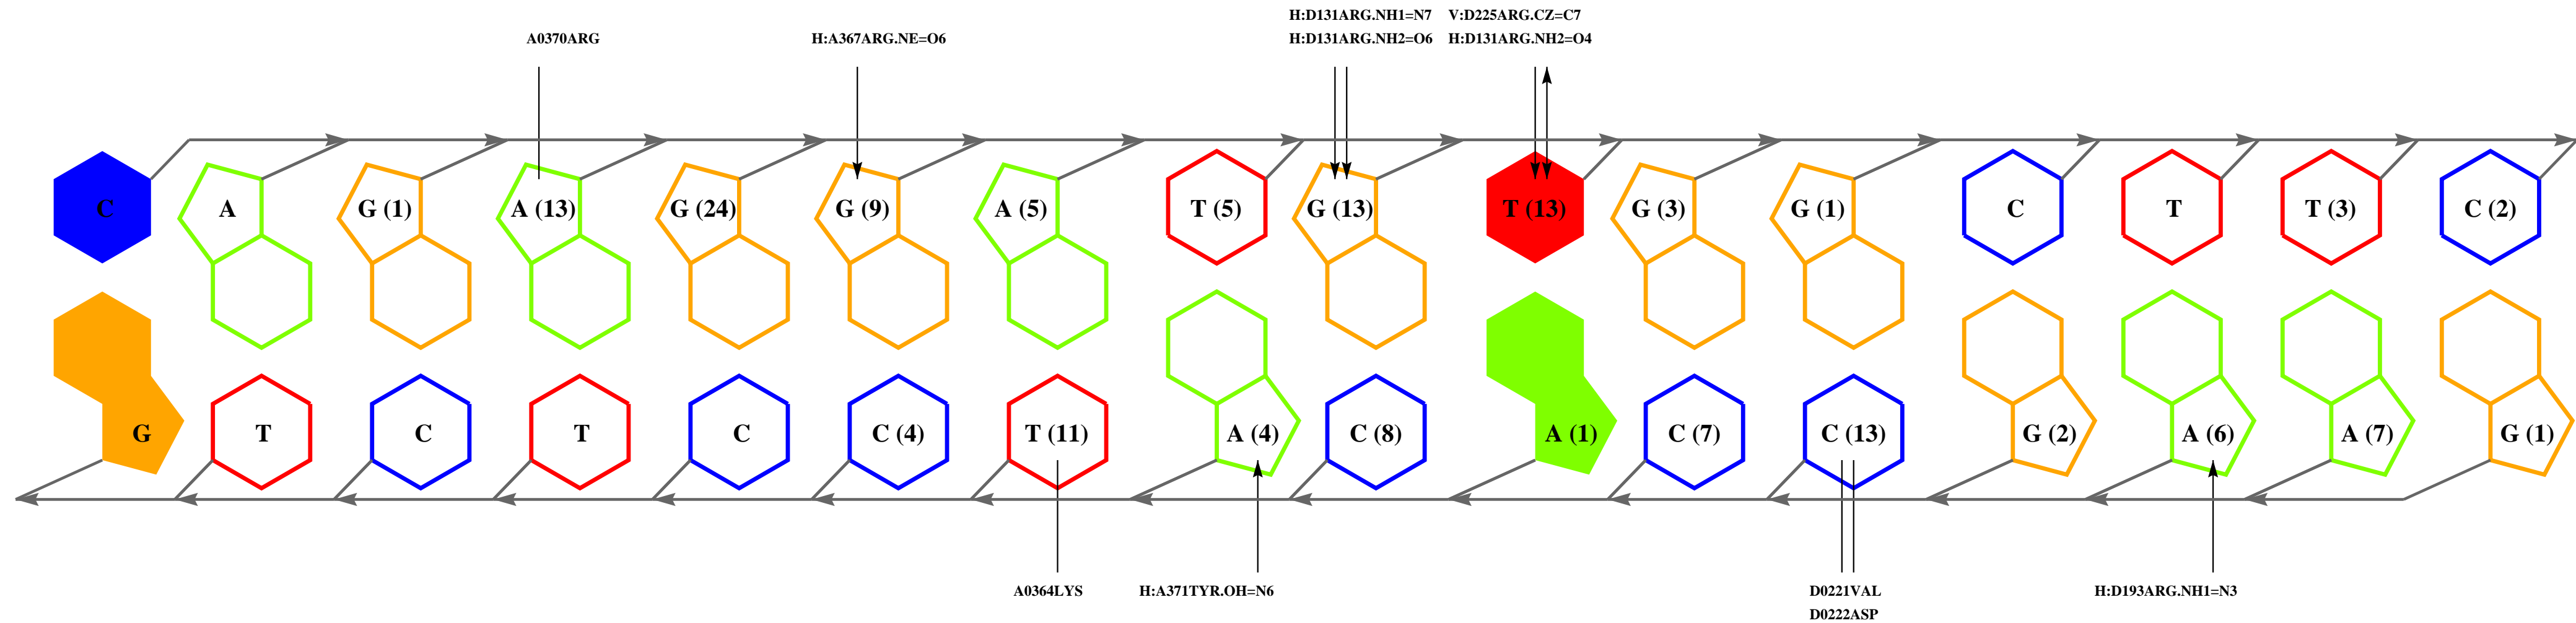 H:D131ARG.NH1=N7 V:D225ARG.CZ=C7
A0370ARG H:A367ARG.NE=O6 H:D131ARG.NH2=O6 H:D131ARG.NH2=O4
C A G (1) A (13) G (24) G (9) A (5) T (5) G (13) T (13) G (3) G (1) C T T (3) C (2)
G T C T C C (4) T (11) A (4) C (8) A (1) C (7) C (13) G (2) A (6) A (7) G (1)
A0364LYS H:A371TYR.OH=N6 D0221VAL H:D193ARG.NH1=N3
D0222ASP